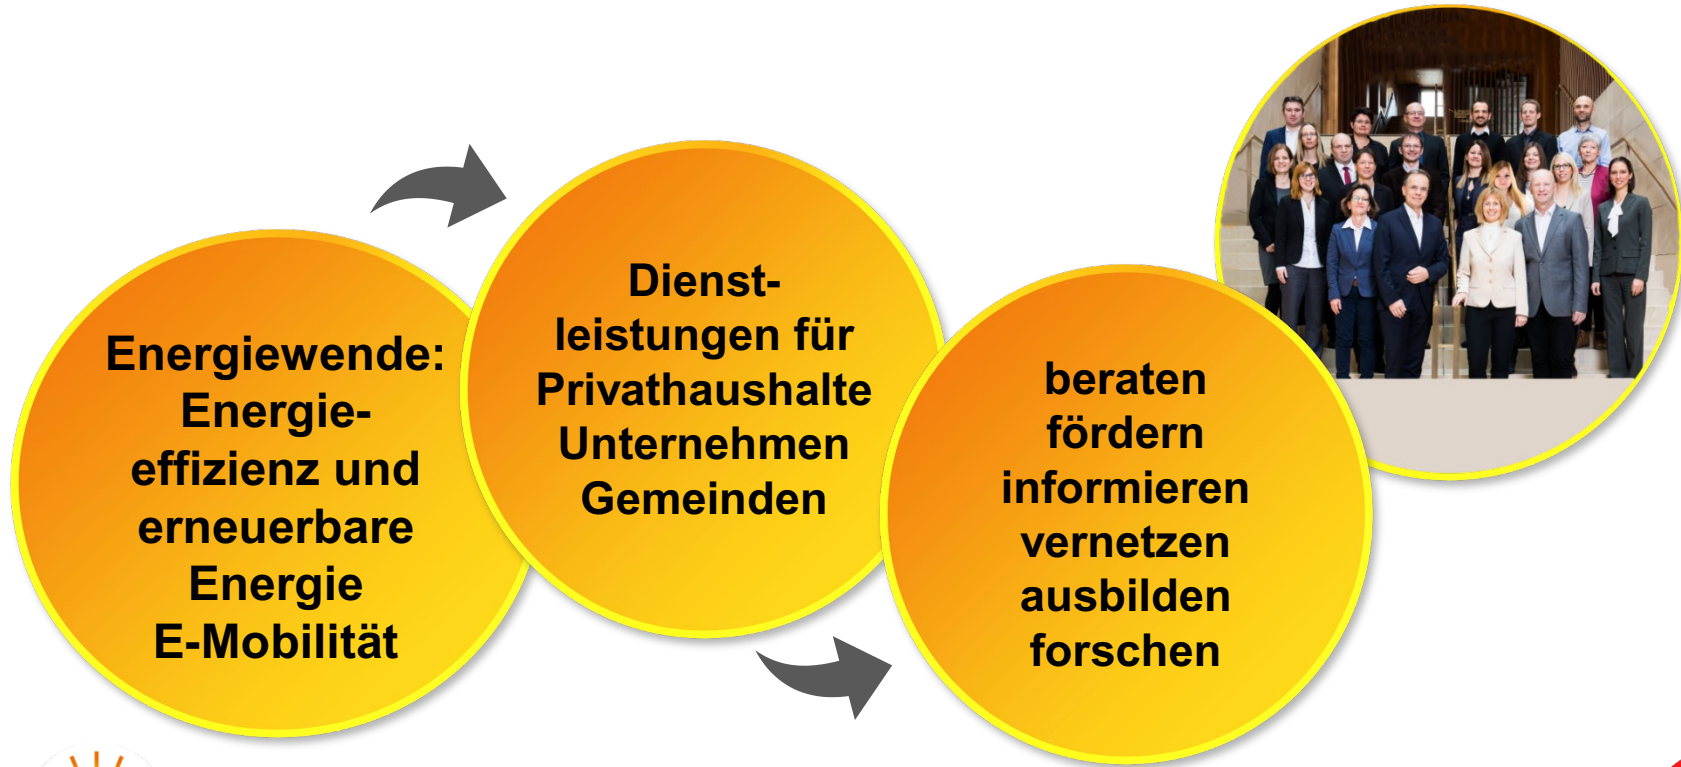 Energiewende:
Energie-
effizienz und
erneuerbare
Energie
E-Mobilität
Dienst-
leistungen für
Privathaushalte
Unternehmen
Gemeinden
beraten
fördern
informieren
vernetzen
ausbilden
forschen